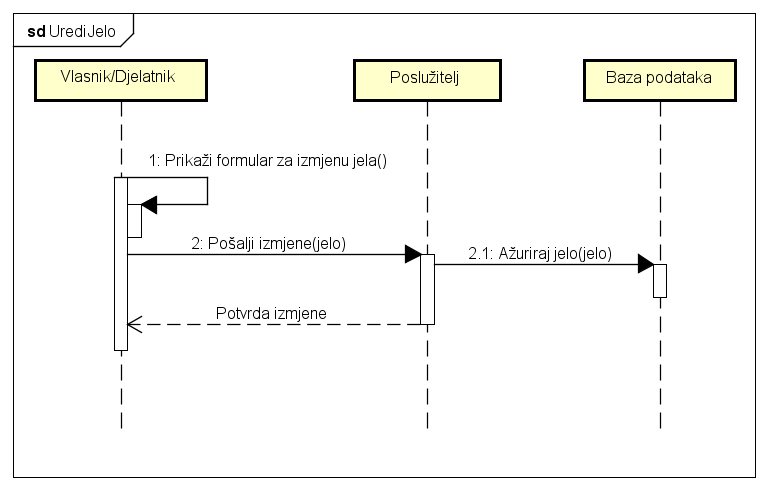 sd UrediJelo
Vlasnik/Djelatnik
Poslužitelj
Baza podataka
1: Prikaži formular za izmjenu jela()
2: Pošalji izmjene(jelo)
2.1: Ažuriraj jelo(jelo)
Potvrda izmjene